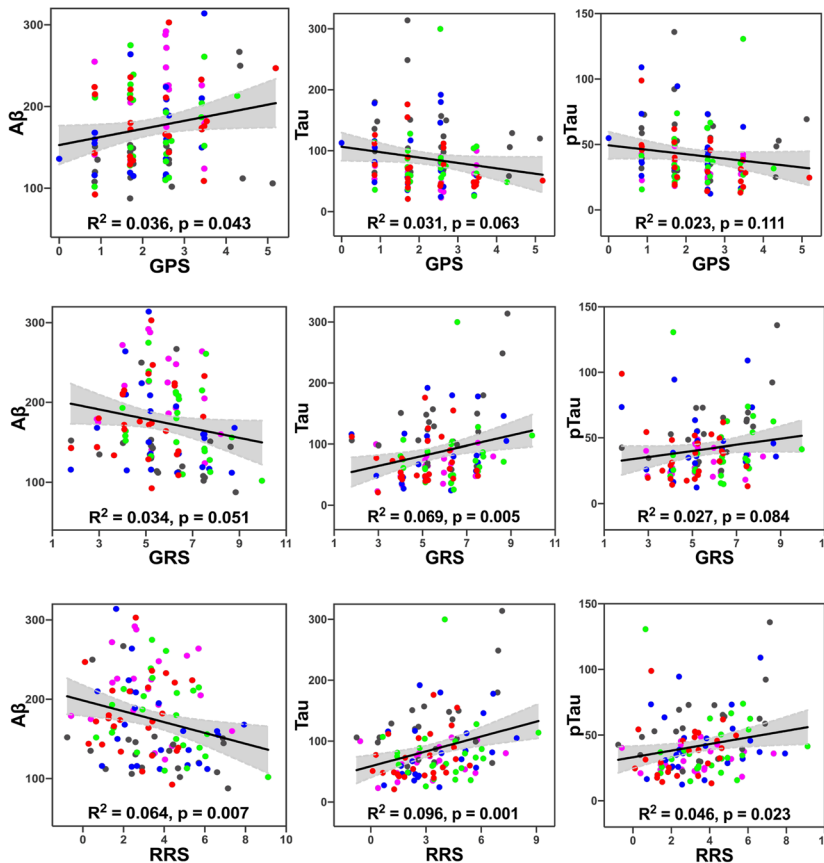 300
200
100
Aβ
R² = 0.036, p = 0.043
0 1 2 3 4 5
GPS
300
200
100
0
Tau
R² = 0.031, p = 0.063
0 1 2 3 4 5
GPS
150
100
50
0
pTau
R² = 0.023, p = 0.111
0 1 2 3 4 5
GPS
300
200
100
Aβ
R² = 0.034, p = 0.051
1 3 5 7 9 11
GRS
300
200
100
0
Tau
R² = 0.069, p = 0.005
1 3 5 7 9 11
GRS
150
100
50
0
pTau
R² = 0.027, p = 0.084
1 3 5 7 9 1
GRS
300
200
100
Aβ
R² = 0.064, p = 0.007
0 2 4 6 8 10
RRS
300
200
100
0
Tau
R² = 0.096, p = 0.001
0 3 6 9
RRS
150
100
50
0
pTau
R² = 0.046, p = 0.023
0 2 4 6 8 1
RRS